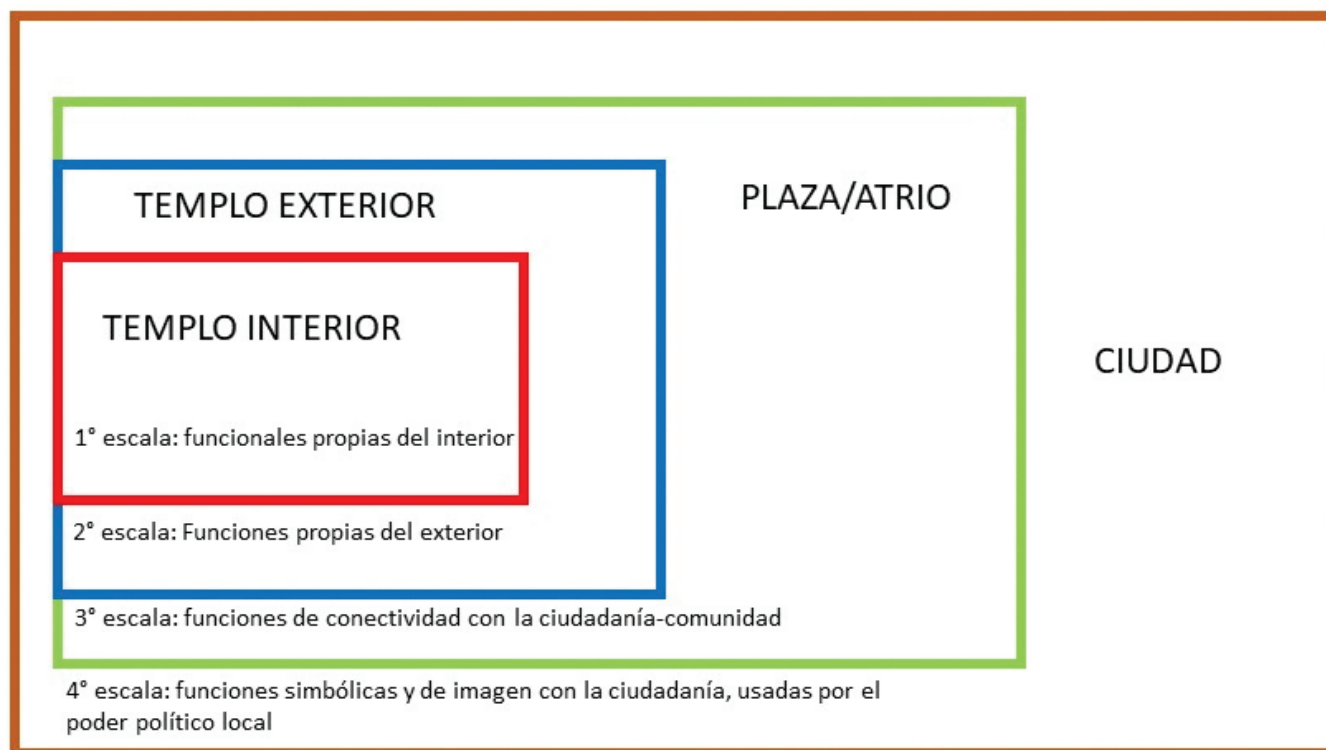 TEMPLO EXTERIOR
PLAZA/ATRIO
TEMPLO INTERIOR
CIUDAD
1° escala: funcionales propias del interior
2° escala: Funciones propias del exterior
3° escala: funciones de conectividad con la ciudadanía-comunidad
4° escala: funciones simbólicas y de imagen con la ciudadanía, usadas por el
poder político local